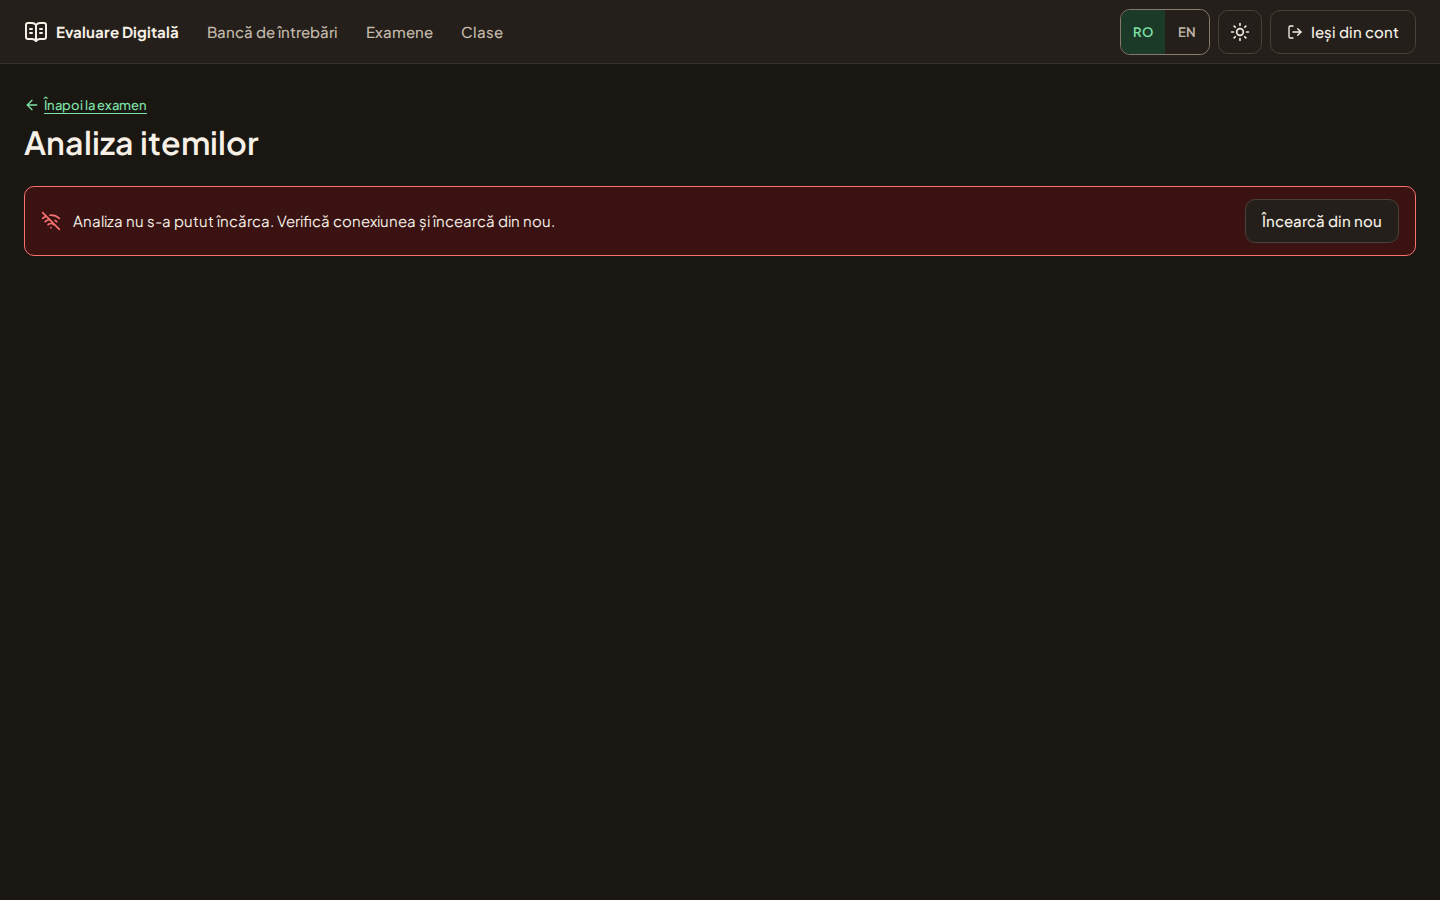 Evaluare Digitală Bancă de întrebări Examene Clase RO EN Ieși din cont
Înapoi la examen
Analiza itemilor
Analiza nu s-a putut încărca. Verifică conexiunea și încearcă din nou. Încearcă din nou